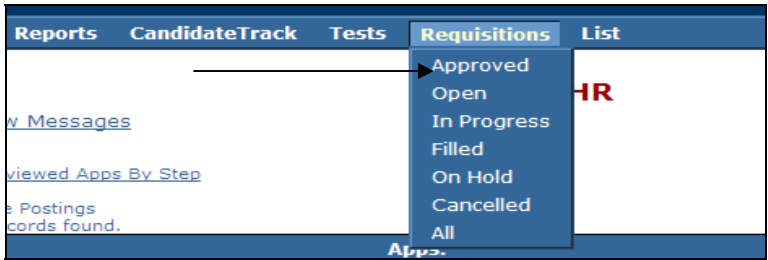 Reports CandidateTrack Tests Requisitions List
Approved
Open
HR
In Progress
w Messages
Filled
viewed Apps By Step
On Hold
Cancelled
e Postings
cords found.
All
Apps.